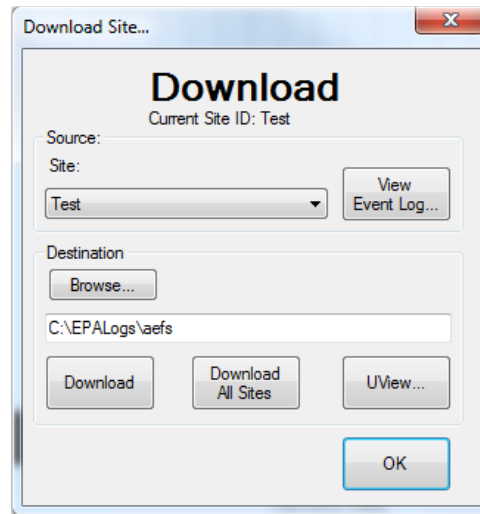 Download Site...
Download
Current Site ID: Test
Source:
Site:
Test
View
Event Log...
Destination
Browse...
C:\EPALogs\aefs
Download
Download
All Sites
UView...
OK